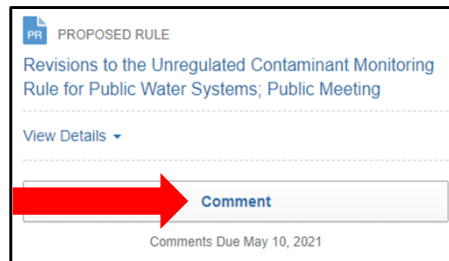 PR PROPOSED RULE
Revisions to the Unregulated Contaminant Monitoring
Rule for Public Water Systems; Public Meeting
View Details
Comment
Comments Due May 10, 2021